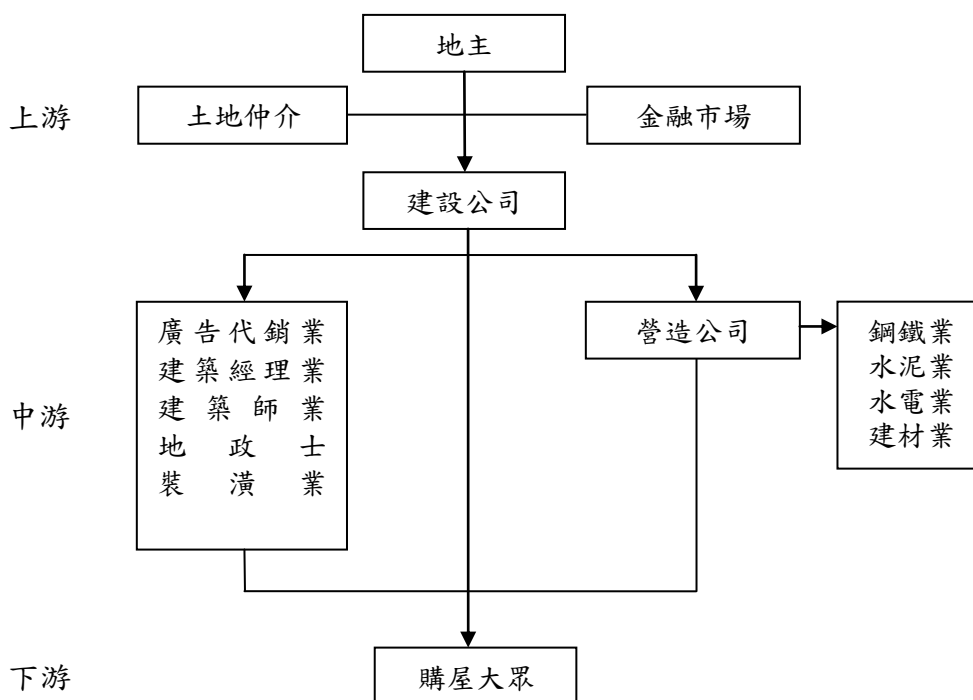 地主
上游
土地仲介
金融市場
建設公司
中游
廣告代銷業
建築經理業
建築師業
地政士
裝潢業
營造公司
鋼鐵業
水泥業
水電業
建材業
下游
購屋大眾